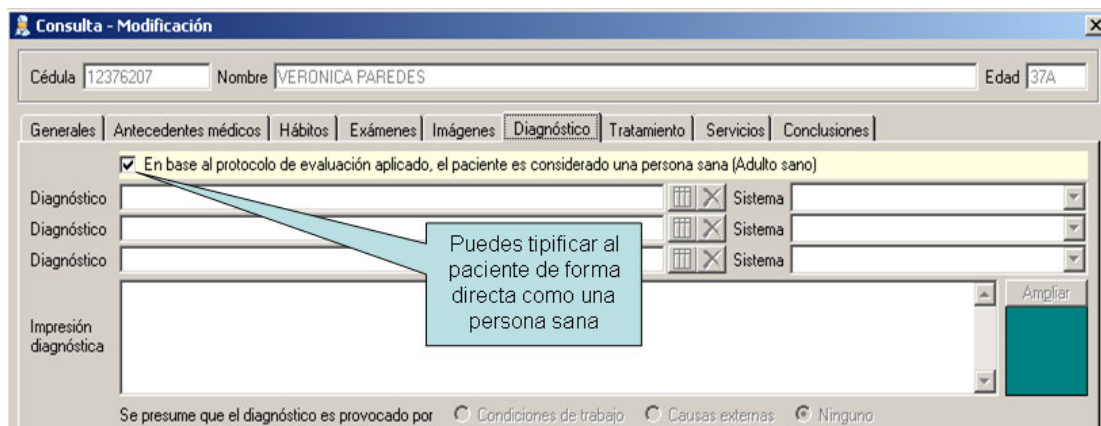 Consulta - Modificación
Cédula 12376207 Nombre VERONICA PAREDES Edad 37A
Generales Antecedentes médicos Hábitos Exámenes Imágenes Diagnóstico Tratamiento Servicios Conclusiones
En base al protocolo de evaluación aplicado, el paciente es considerado una persona sana (Adulto sano)
Diagnóstico Sistema
Diagnóstico Sistema
Diagnóstico Sistema
Puedes tipificar al
paciente de forma
directa como una
persona sana
Ampliar
Impresión
diagnóstica
Se presume que el diagnóstico es provocado por Condiciones de trabajo Causas externas Ninguno